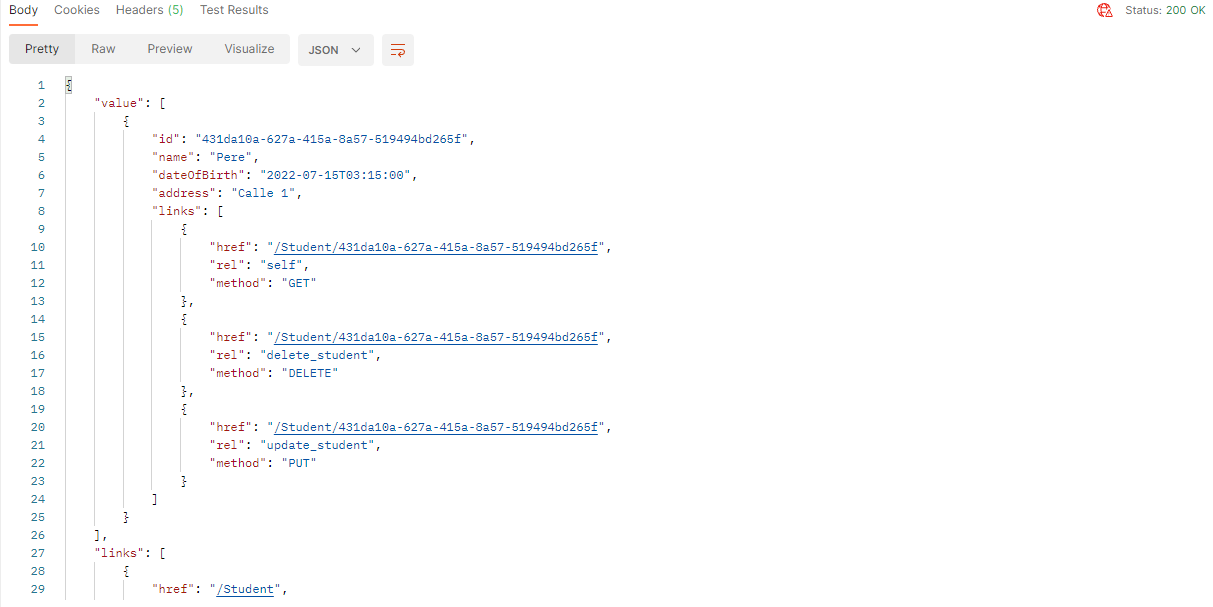 Body Cookies Headers (5) Test Results Status: 200 OK
Pretty Raw Preview Visualize JSON
1 {
2 "value": [
3 {
4 "id": "431da10a-627a-415a-8a57-519494bd265f",
5 "name": "Pere",
6 "dateOfBirth": "2022-07-15T03:15:00",
7 "address": "Calle 1",
8 "links": [
9 {
10 "href": "/Student/431da10a-627a-415a-8a57-519494bd265f",
11 "rel": "self",
12 "method": "GET"
13 },
14 {
15 "href": "/Student/431da10a-627a-415a-8a57-519494bd265f",
16 "rel": "delete_student",
17 "method": "DELETE"
18 },
19 {
20 "href": "/Student/431da10a-627a-415a-8a57-519494bd265f",
21 "rel": "update_student",
22 "method": "PUT"
23 }
24 ]
25 }
26 ],
27 "links": [
28 {
29 "href": "/Student",